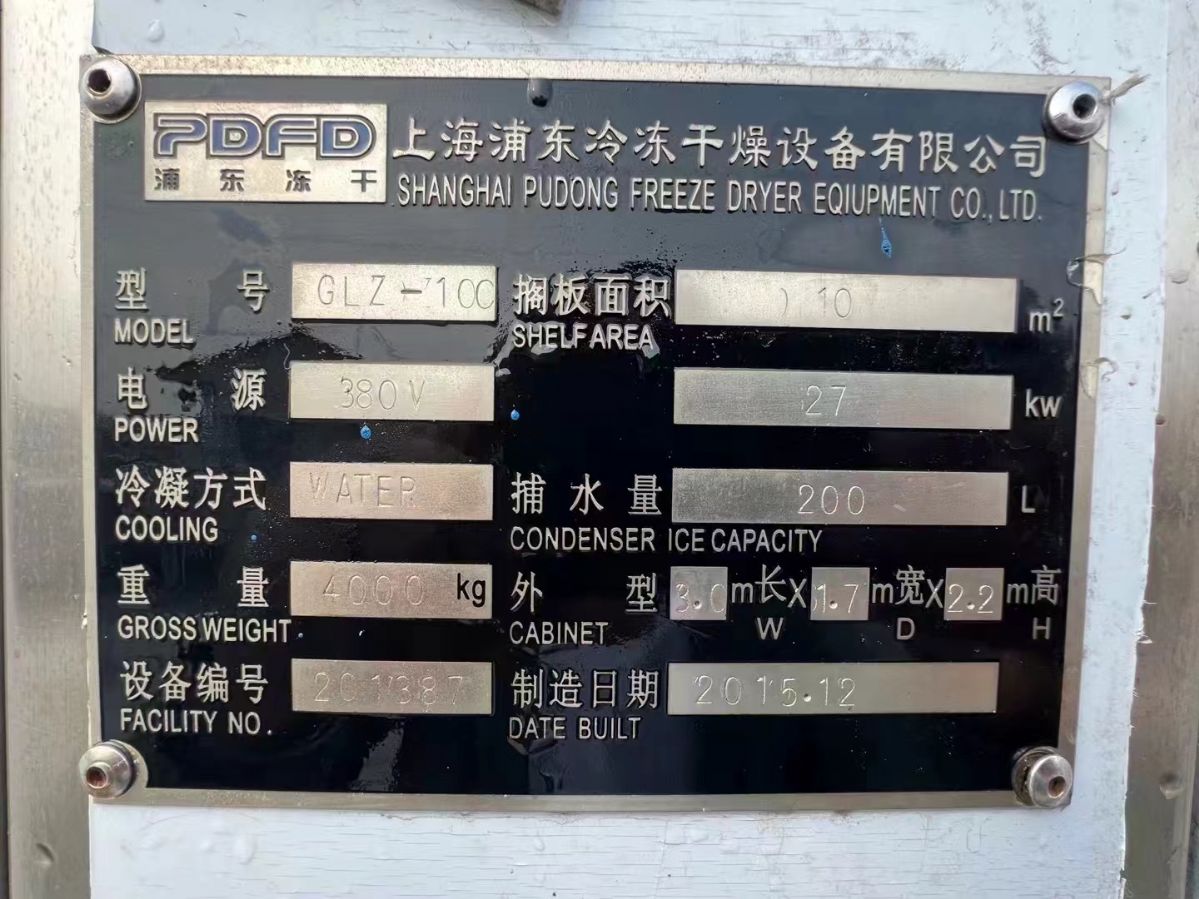 PDFD
浦东冻干
上海浦东冷冻干燥设备有限公司
SHANGHAI PUDONG FREEZE DRYER EQIUPMENT CO., LTD.
型号 GLZ-100 搁板面积 10 m²
MODEL SHELFAREA
电源 380V 27 kw
POWER
冷凝方式 WATER 捕水量 200 L
COOLING CONDENSER ICE CAPACITY
重量 4000 kg 外型 3.0 m长X 1.7 m宽X 2.2 m高
GROSS WEIGHT CABINET W D H
设备编号 制造日期 2015.12
FACILITY NO. DATE BUILT